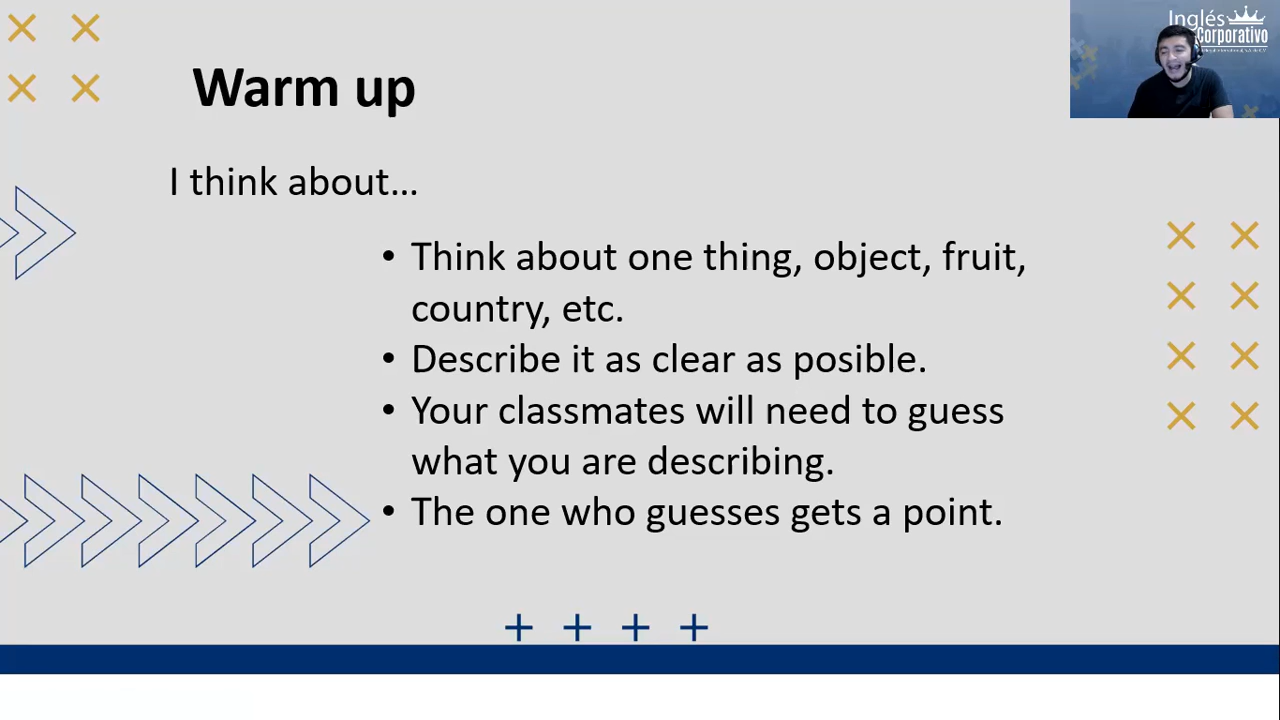 Inglés
Corporativo
Warm up
I think about...
• Think about one thing, object, fruit,
country, etc.
• Describe it as clear as posible.
• Your classmates will need to guess
what you are describing.
• The one who guesses gets a point.